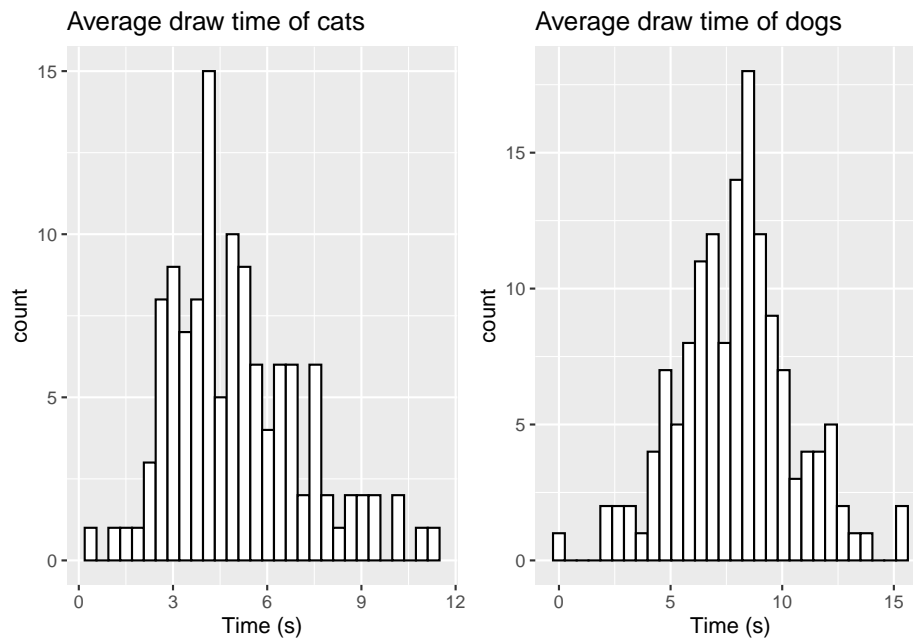 Average draw time of cats
15
10
5
0
count
0 3 6 9 12
Time (s)
Average draw time of dogs
15
10
5
0
count
0 5 10 15
Time (s)